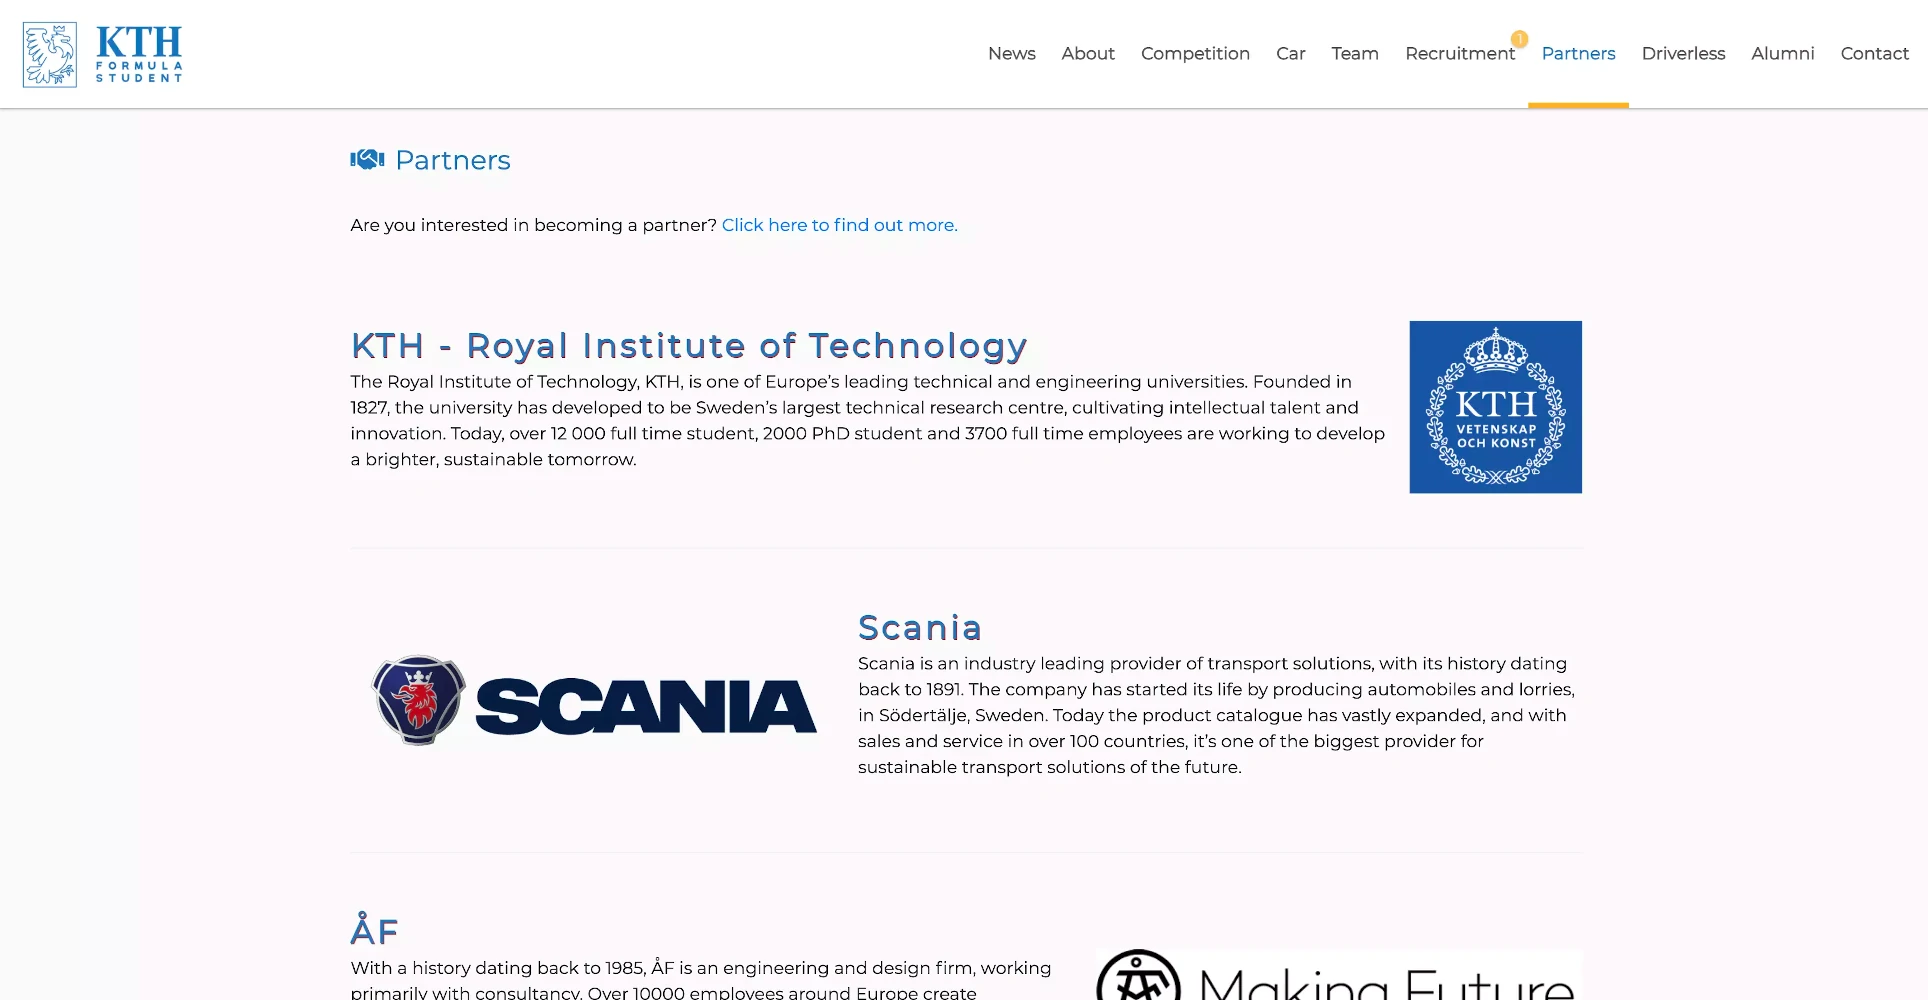 KTH
FORMULA
STUDENT
News About Competition Car Team Recruitment 1 Partners Driverless Alumni Contact
Partners
Are you interested in becoming a partner? Click here to find out more.
KTH - Royal Institute of Technology
The Royal Institute of Technology, KTH, is one of Europe’s leading technical and engineering universities. Founded in
1827, the university has developed to be Sweden’s largest technical research centre, cultivating intellectual talent and
innovation. Today, over 12 000 full time student, 2000 PhD student and 3700 full time employees are working to develop
a brighter, sustainable tomorrow.
KTH
VETENSKAP
OCH KONST
SCANIA
Scania
Scania is an industry leading provider of transport solutions, with its history dating
back to 1891. The company has started its life by producing automobiles and lorries,
in Södertälje, Sweden. Today the product catalogue has vastly expanded, and with
sales and service in over 100 countries, it’s one of the biggest provider for
sustainable transport solutions of the future.
ÅF
With a history dating back to 1985, ÅF is an engineering and design firm, working
primarily with consultancy. Over 10000 employees around Europe create
ÅF Making Future